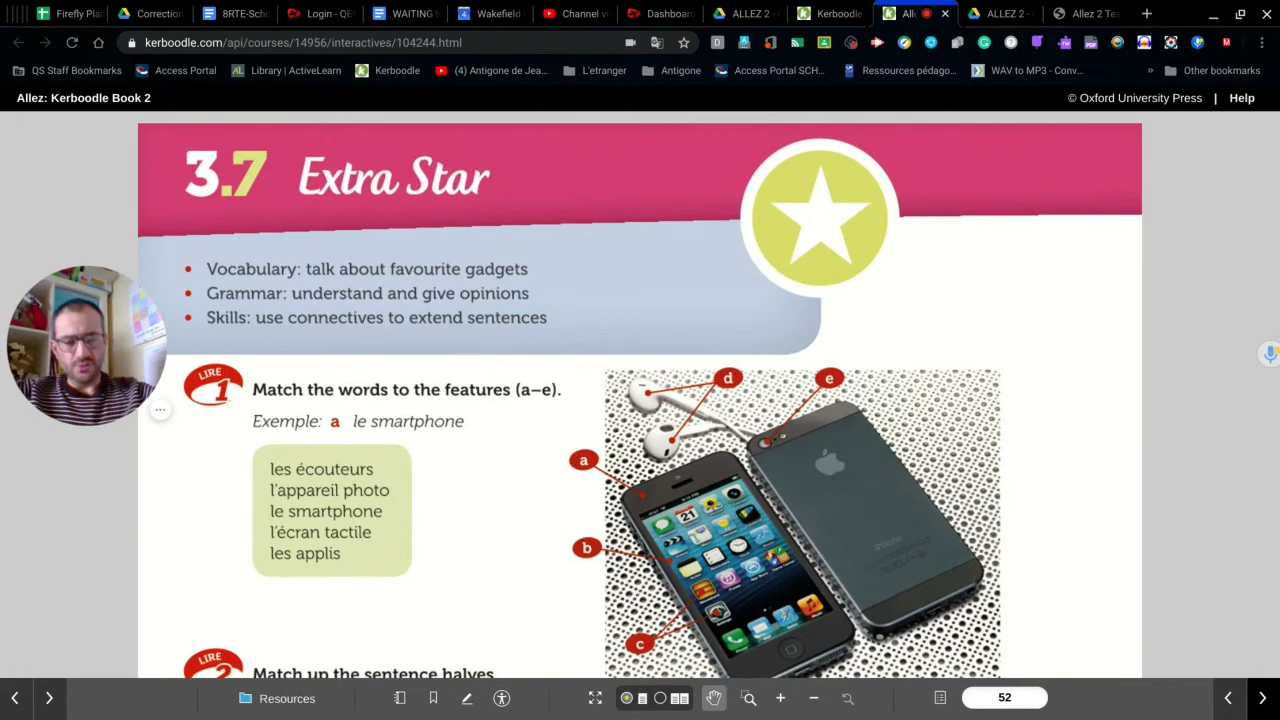 Firefly Pla
Correction
8RTE-Scho
Login - QE
WAITING
Wakefield
Channel vi
Dashboar
ALLEZ 2 -
Kerboodle
All
ALLEZ 2 -
Allez 2 Tea
kerboodle.com/api/courses/14956/interactives/104244.html
QS Staff Bookmarks
Access Portal
Library | ActiveLearn
Kerboodle
(4) Antigone de Jea...
L'etranger
Antigone
Access Portal SCH...
Ressources pédago...
WAV to MP3 - Conv...
»
Other bookmarks
Allez: Kerboodle Book 2
© Oxford University Press | Help
3.7 Extra Star
• Vocabulary: talk about favourite gadgets
• Grammar: understand and give opinions
• Skills: use connectives to extend sentences
LIRE
1
Match the words to the features (a–e).
Exemple: a le smartphone
les écouteurs
l'appareil photo
le smartphone
l'écran tactile
les applis
d
e
a
b
c
21
iPhone
LIRE
2
Match up the sentence halves
Resources
52